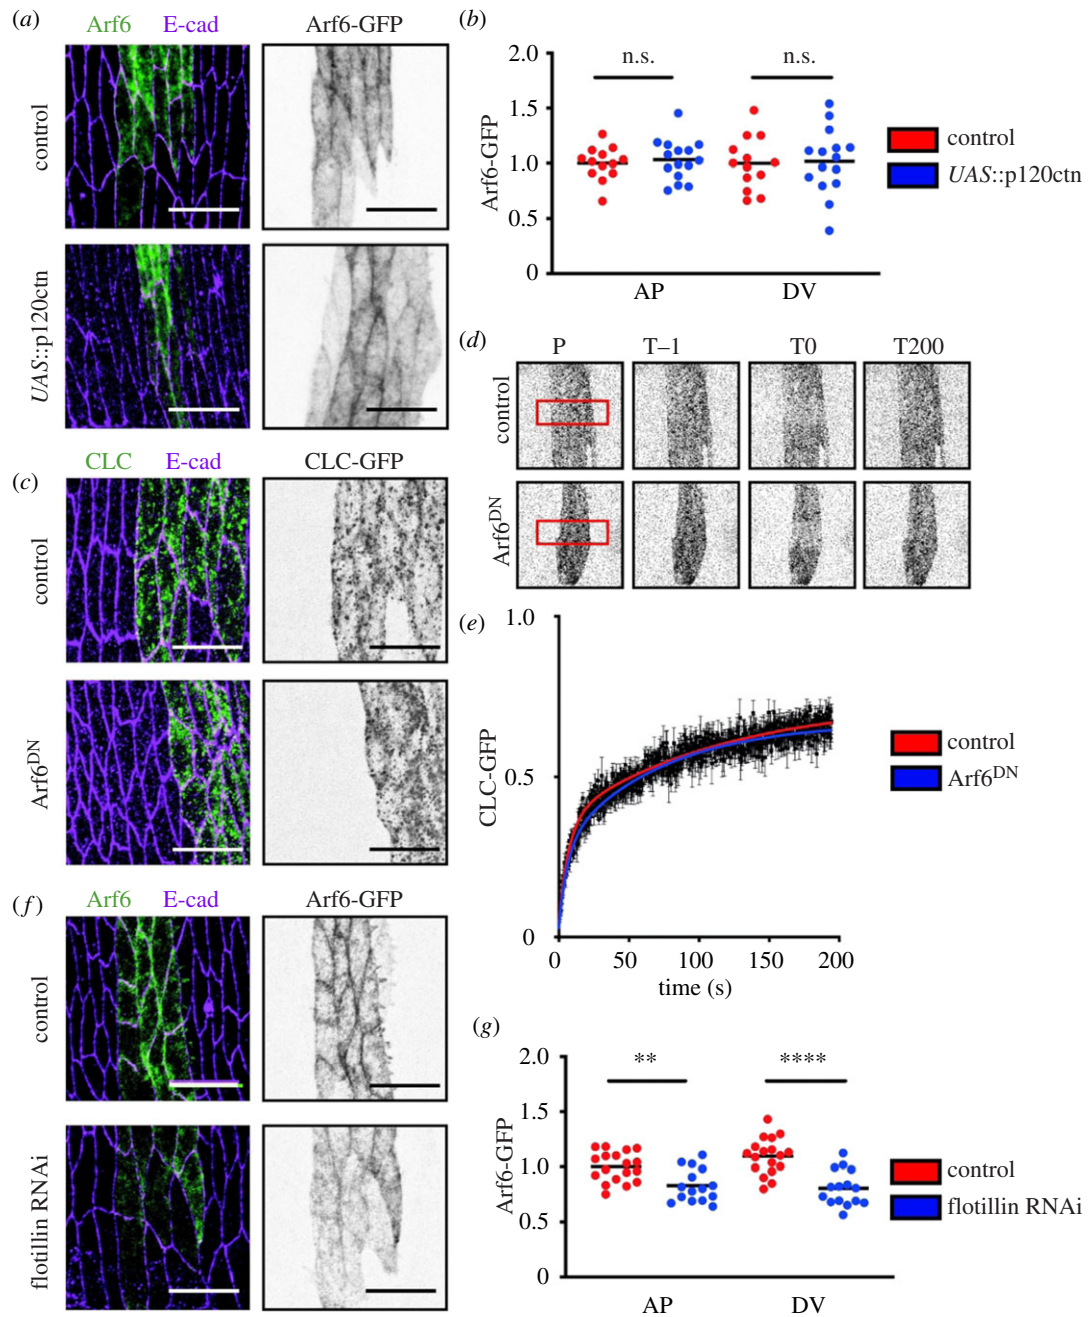 (a)
Arf6 E-cad Arf6-GFP
control
UAS::p120ctn
(b)
2.0
1.5
1.0
0.5
0
Arf6-GFP
n.s. n.s.
AP DV
control
UAS::p120ctn
(c)
CLC E-cad CLC-GFP
control
Arf6DN
(d)
P T–1 T0 T200
control
Arf6DN
(e)
1.0
0.5
0
CLC-GFP
0 50 100 150 200
time (s)
control
Arf6DN
(f)
Arf6 E-cad Arf6-GFP
control
flotillin RNAi
(g)
2.0
1.5
1.0
0.5
0
Arf6-GFP
** ****
AP DV
control
flotillin RNAi